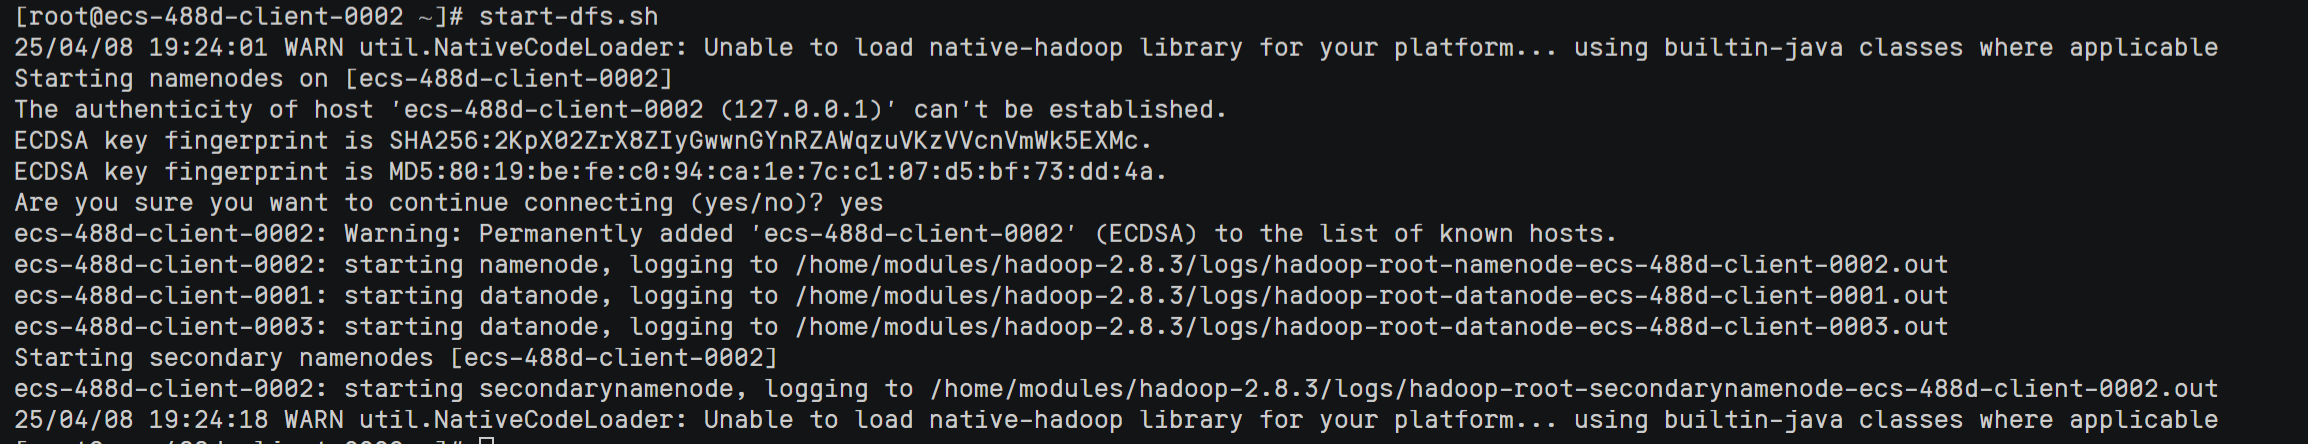 [root@ecs-488d-client-0002 ~]# start-dfs.sh
25/04/08 19:24:01 WARN util.NativeCodeLoader: Unable to load native-hadoop library for your platform... using builtin-java classes where applicable
Starting namenodes on [ecs-488d-client-0002]
The authenticity of host 'ecs-488d-client-0002 (127.0.0.1)' can't be established.
ECDSA key fingerprint is SHA256:2KpX02ZrX8ZIyGwwnGYnRZAWqzuVKzVVcnVmWk5EXMc.
ECDSA key fingerprint is MD5:80:19:be:fe:c0:94:ca:1e:7c:c1:07:d5:bf:73:dd:4a.
Are you sure you want to continue connecting (yes/no)? yes
ecs-488d-client-0002: Warning: Permanently added 'ecs-488d-client-0002' (ECDSA) to the list of known hosts.
ecs-488d-client-0002: starting namenode, logging to /home/modules/hadoop-2.8.3/logs/hadoop-root-namenode-ecs-488d-client-0002.out
ecs-488d-client-0001: starting datanode, logging to /home/modules/hadoop-2.8.3/logs/hadoop-root-datanode-ecs-488d-client-0001.out
ecs-488d-client-0003: starting datanode, logging to /home/modules/hadoop-2.8.3/logs/hadoop-root-datanode-ecs-488d-client-0003.out
Starting secondary namenodes [ecs-488d-client-0002]
ecs-488d-client-0002: starting secondarynamenode, logging to /home/modules/hadoop-2.8.3/logs/hadoop-root-secondarynamenode-ecs-488d-client-0002.out
25/04/08 19:24:18 WARN util.NativeCodeLoader: Unable to load native-hadoop library for your platform... using builtin-java classes where applicable